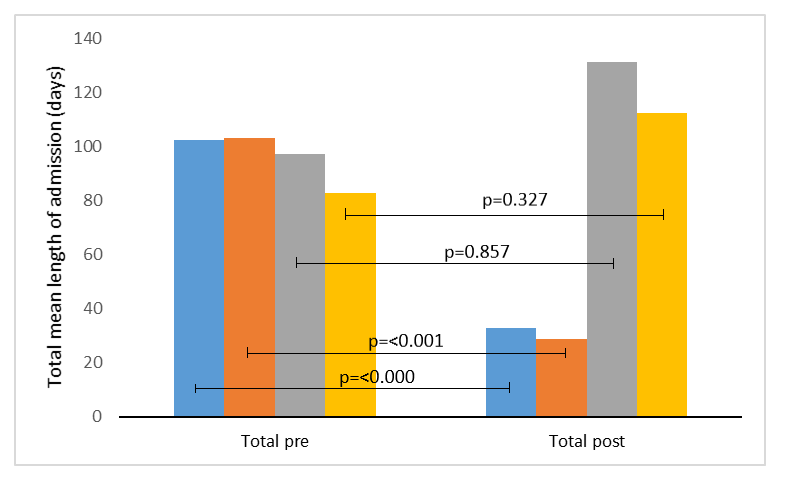 Total mean length of admission (days)
140
120
100
80
60
40
20
0
p=0.327
p=0.857
p=<0.001
p=<0.000
Total pre
Total post